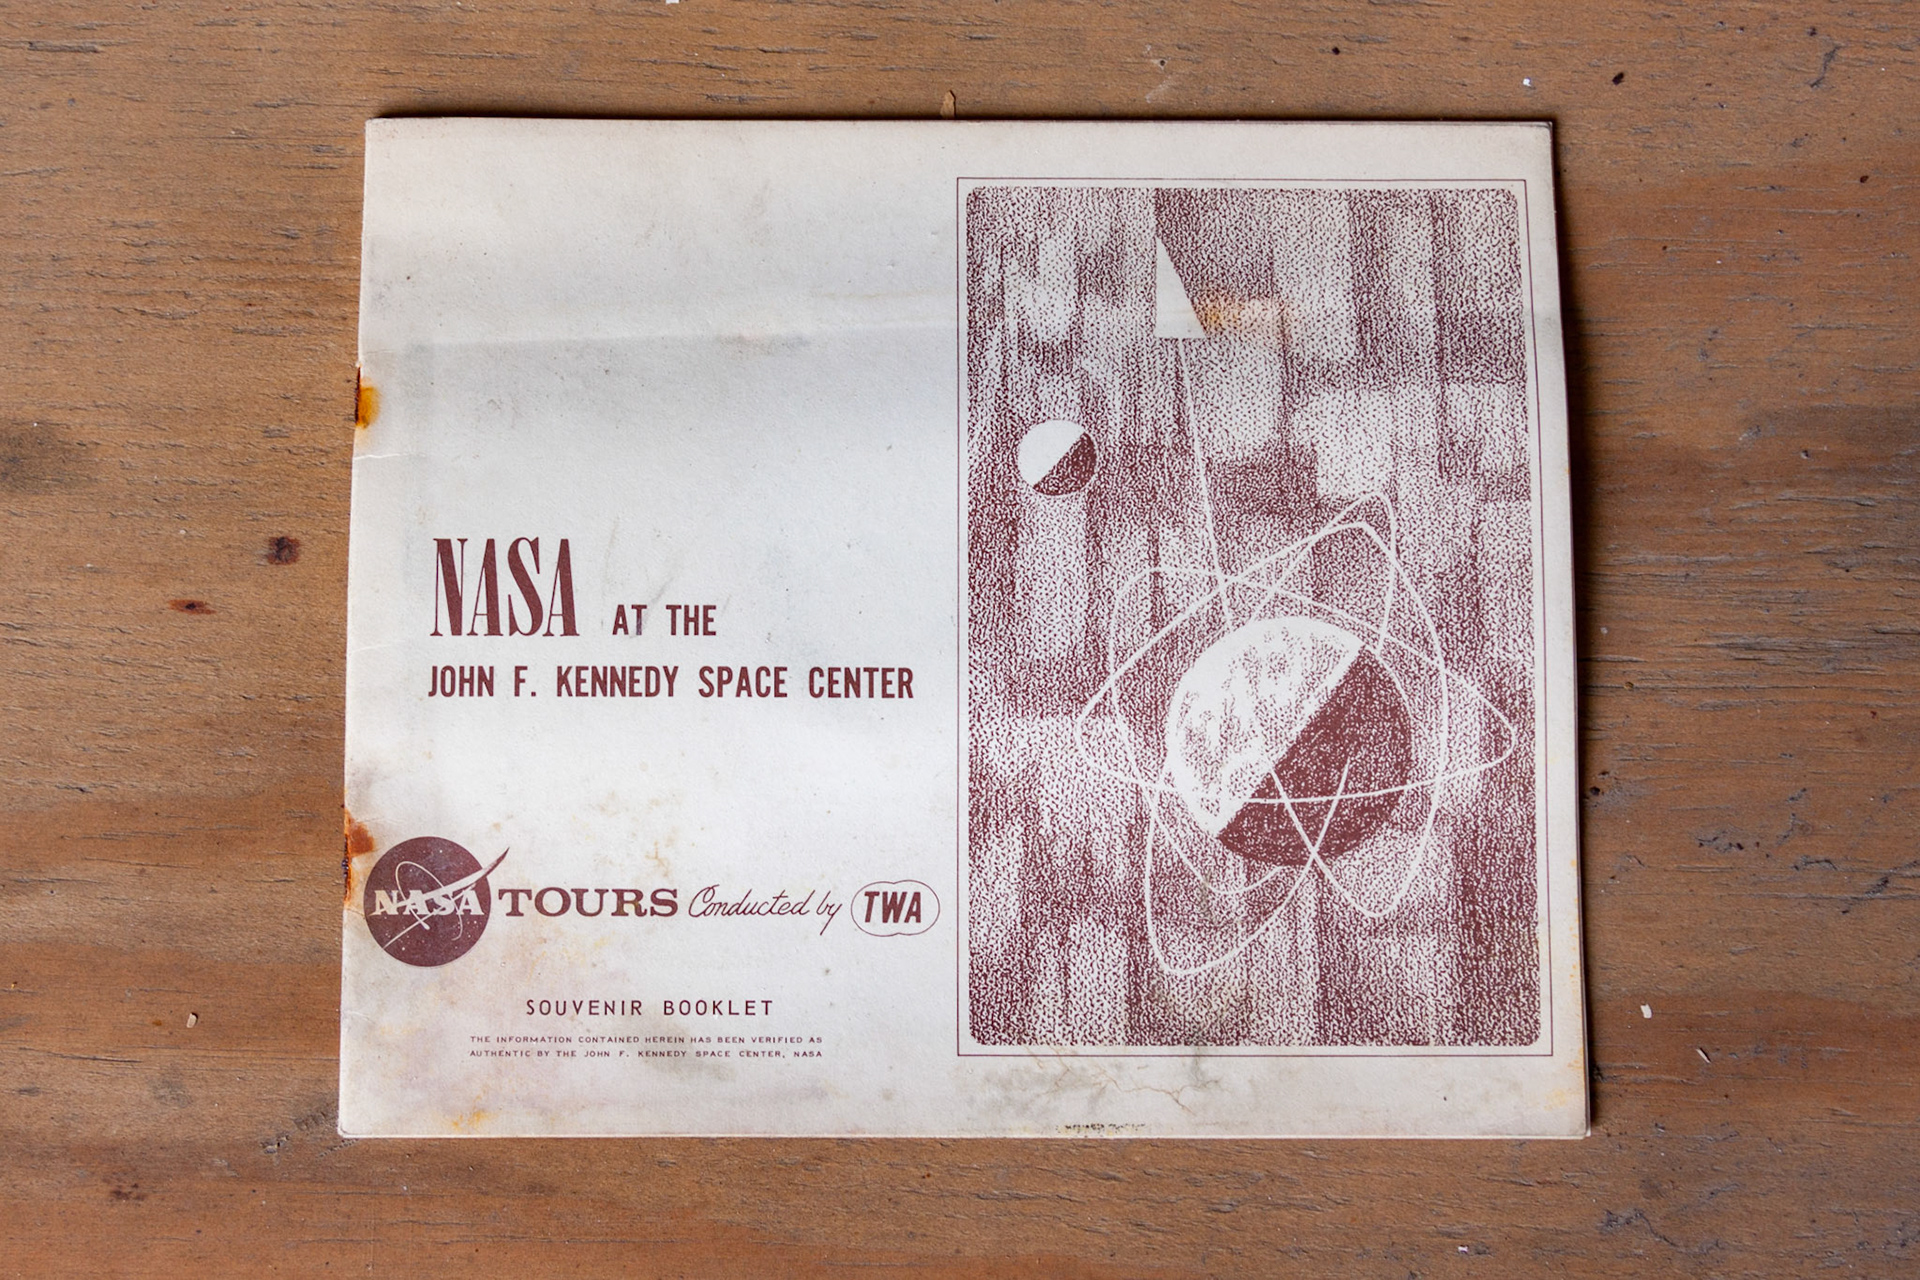 NASA AT THE
JOHN F. KENNEDY SPACE CENTER
NASA TOURS Conducted by TWA
SOUVENIR BOOKLET
THE INFORMATION CONTAINED HEREIN HAS BEEN VERIFIED AS
AUTHENTIC BY THE JOHN F. KENNEDY SPACE CENTER, NASA